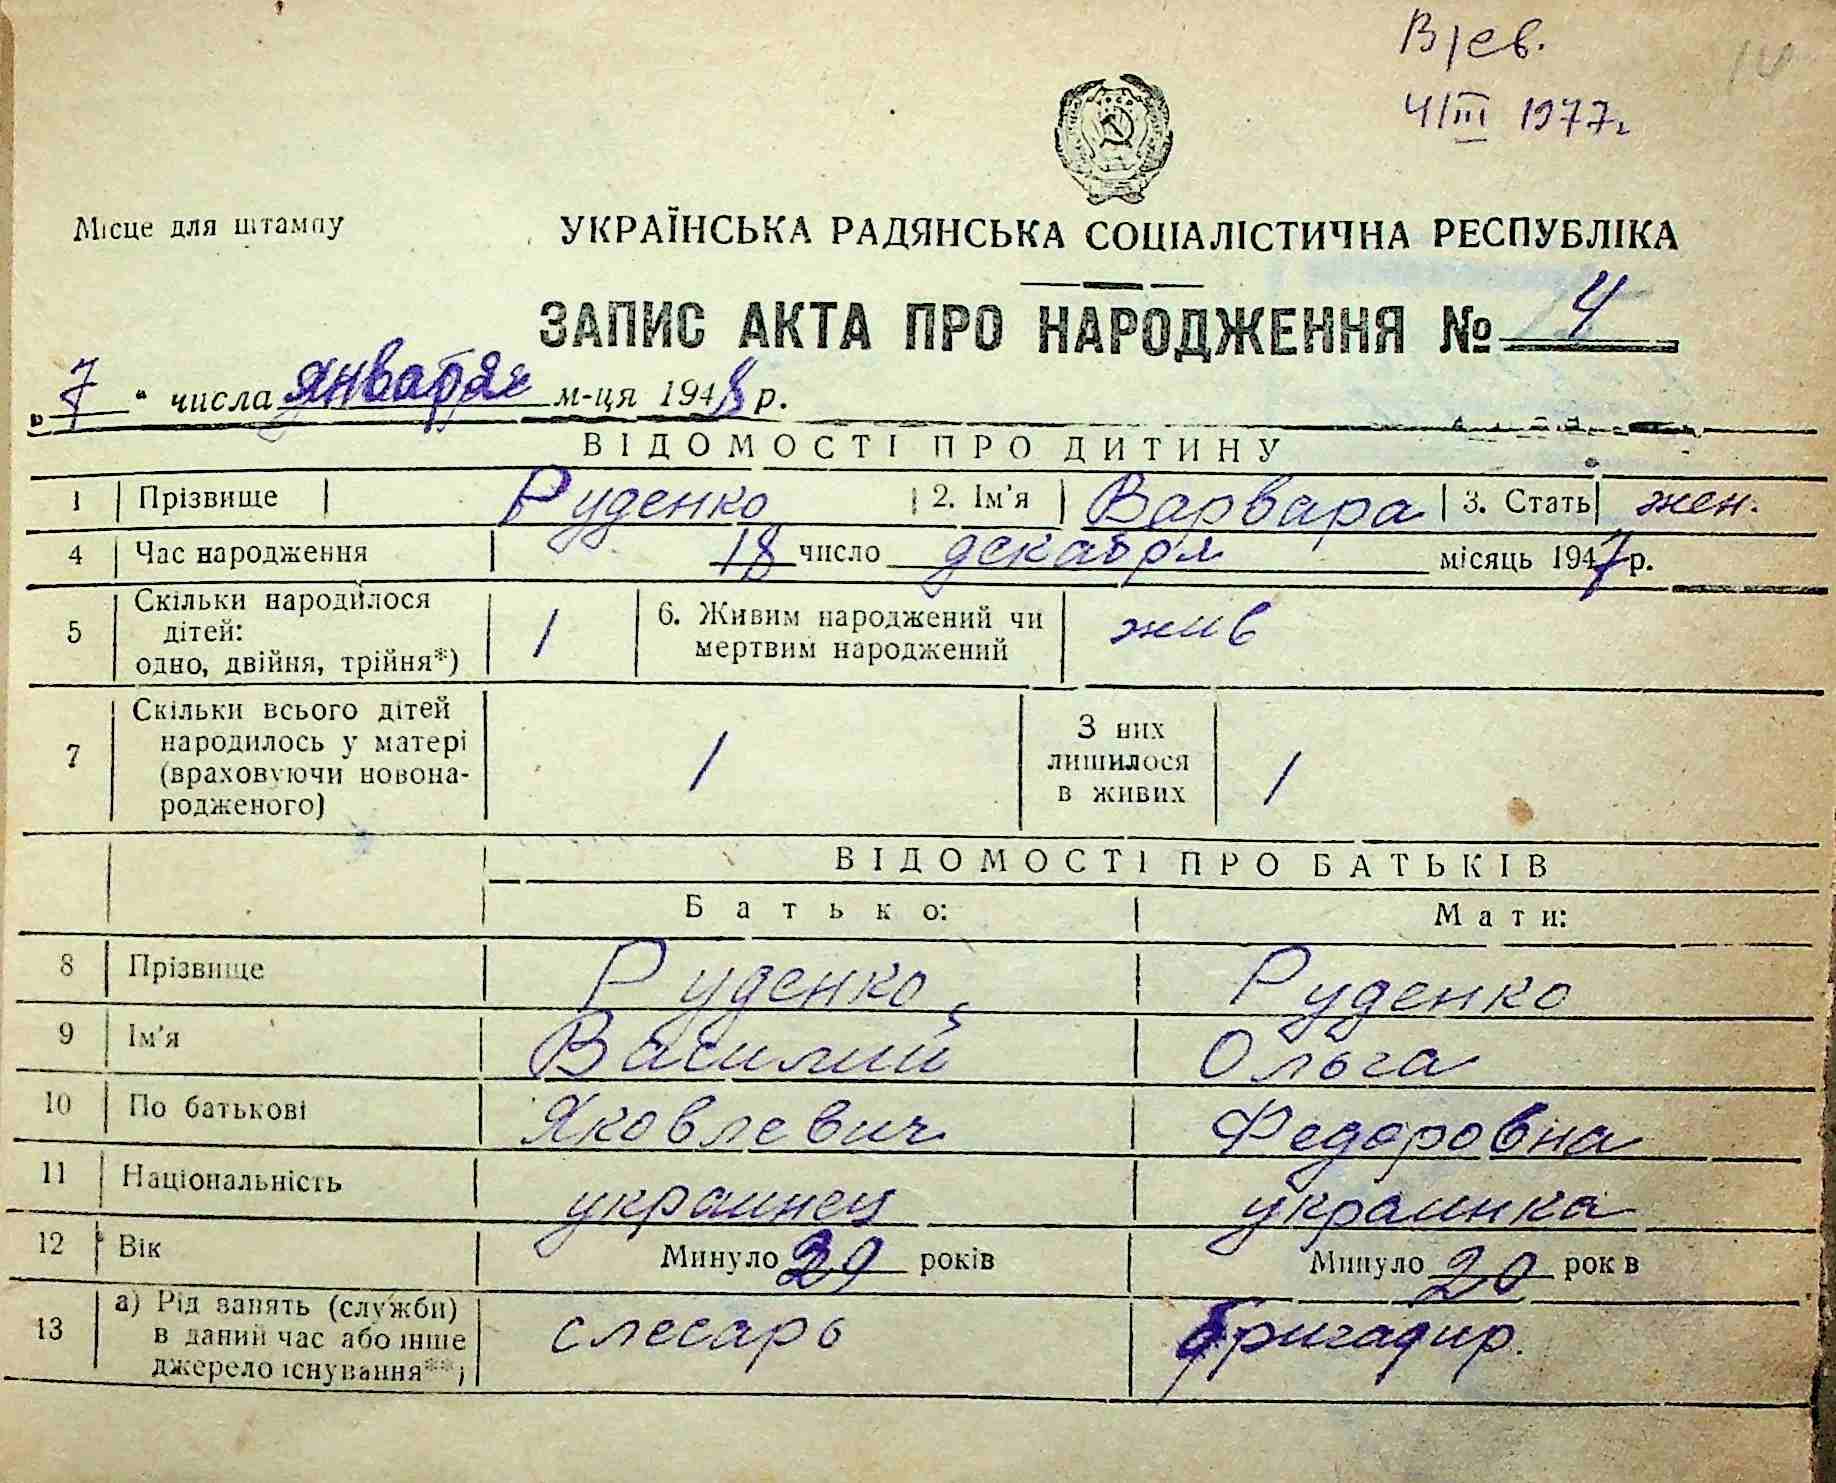 В/св.
4/III 1977г.
Місце для штампу
УКРАЇНСЬКА РАДЯНСЬКА СОЦІАЛІСТИЧНА РЕСПУБЛІКА
ЗАПИС АКТА ПРО НАРОДЖЕННЯ № 4
„ 7 “ числа января м-ця 1948 р.
ВІДОМОСТІ ПРО ДИТИНУ
1 Прізвище Руденко 2. Ім'я Варвара 3. Стать жен.
4 Час народження 18 число декабря місяць 1947 р.
5 Скільки народилося дітей: одно, двійня, трійня*) 1 6. Живим народжений чи мертвим народжений жив
7 Скільки всього дітей народилось у матері (враховуючи новона-родженого) 1 З них лишилося в живих 1
ВІДОМОСТІ ПРО БАТЬКІВ
Батько: Мати:
8 Прізвище Руденко Руденко
9 Ім'я Василий Ольга
10 По батькові Яковлевич Федоровна
11 Національність украинец украинка
12 Вік Минуло років Минуло 20 років
13 а) Рід занять (служби) в даний час або інше джерело існування**) слесарь бригадир.